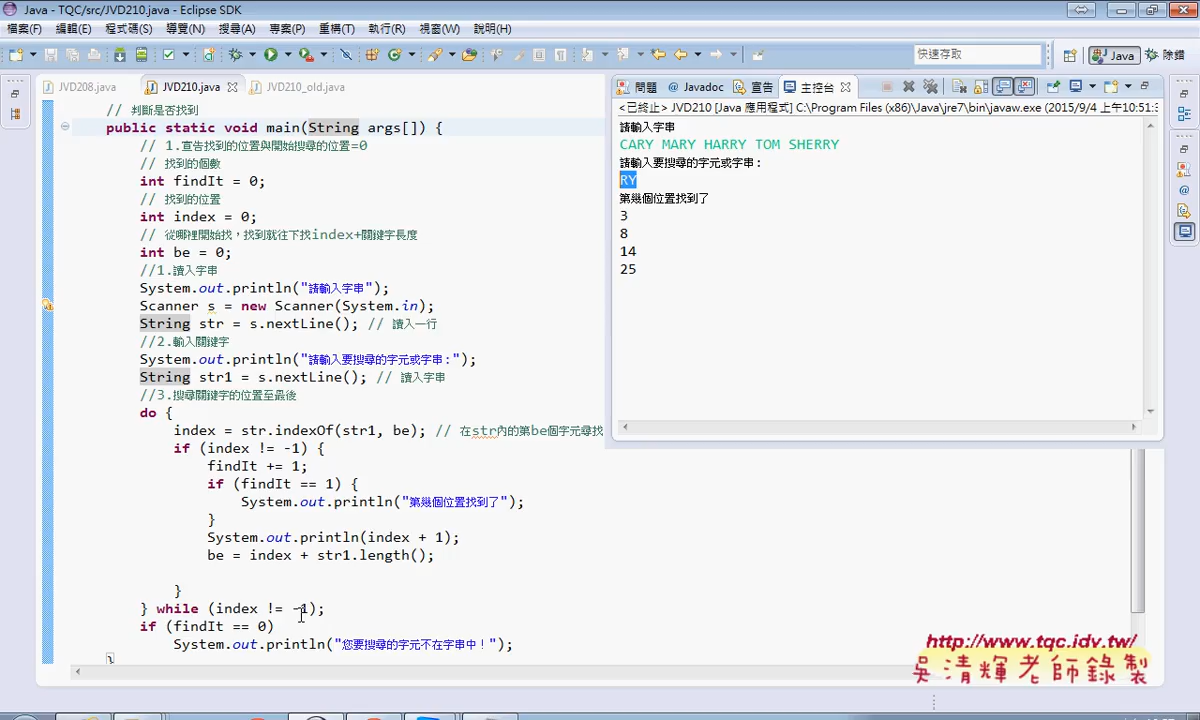 Java - TQC/src/JVD210.java - Eclipse SDK
檔案(F) 編輯(E) 程式碼(S) 導覽(N) 搜尋(A) 專案(P) 重構(T) 執行(R) 視窗(W) 說明(H)
快速存取
Java
除錯
JVD208.java JVD210.java JVD210_old.java
// 判斷是否找到
public static void main(String args[]) {
// 1.宣告找到的位置與開始搜尋的位置=0
// 找到的個數
int findIt = 0;
// 找到的位置
int index = 0;
// 從哪裡開始找，找到就往下找index+關鍵字長度
int be = 0;
//1.讀入字串
System.out.println("請輸入字串");
Scanner s = new Scanner(System.in);
String str = s.nextLine(); // 讀入一行
//2.輸入關鍵字
System.out.println("請輸入要搜尋的字元或字串：");
String str1 = s.nextLine(); // 讀入字串
//3.搜尋關鍵字的位置至最後
do {
index = str.indexOf(str1, be); // 在str內的第be個字元尋找
if (index != -1) {
findIt += 1;
if (findIt == 1) {
System.out.println("第幾個位置找到了");
}
System.out.println(index + 1);
be = index + str1.length();
}
} while (index != -1);
if (findIt == 0)
System.out.println("您要搜尋的字元不在字串中！");
}
問題 @ Javadoc 宣告 主控台
<已終止> JVD210 [Java 應用程式] C:\Program Files (x86)\Java\jre7\bin\javaw.exe (2015/9/4 上午10:51:3
請輸入字串
CARY MARY HARRY TOM SHERRY
請輸入要搜尋的字元或字串：
RY
第幾個位置找到了
3
8
14
25
http://www.tqc.idv.tw/
吳清輝老師錄製